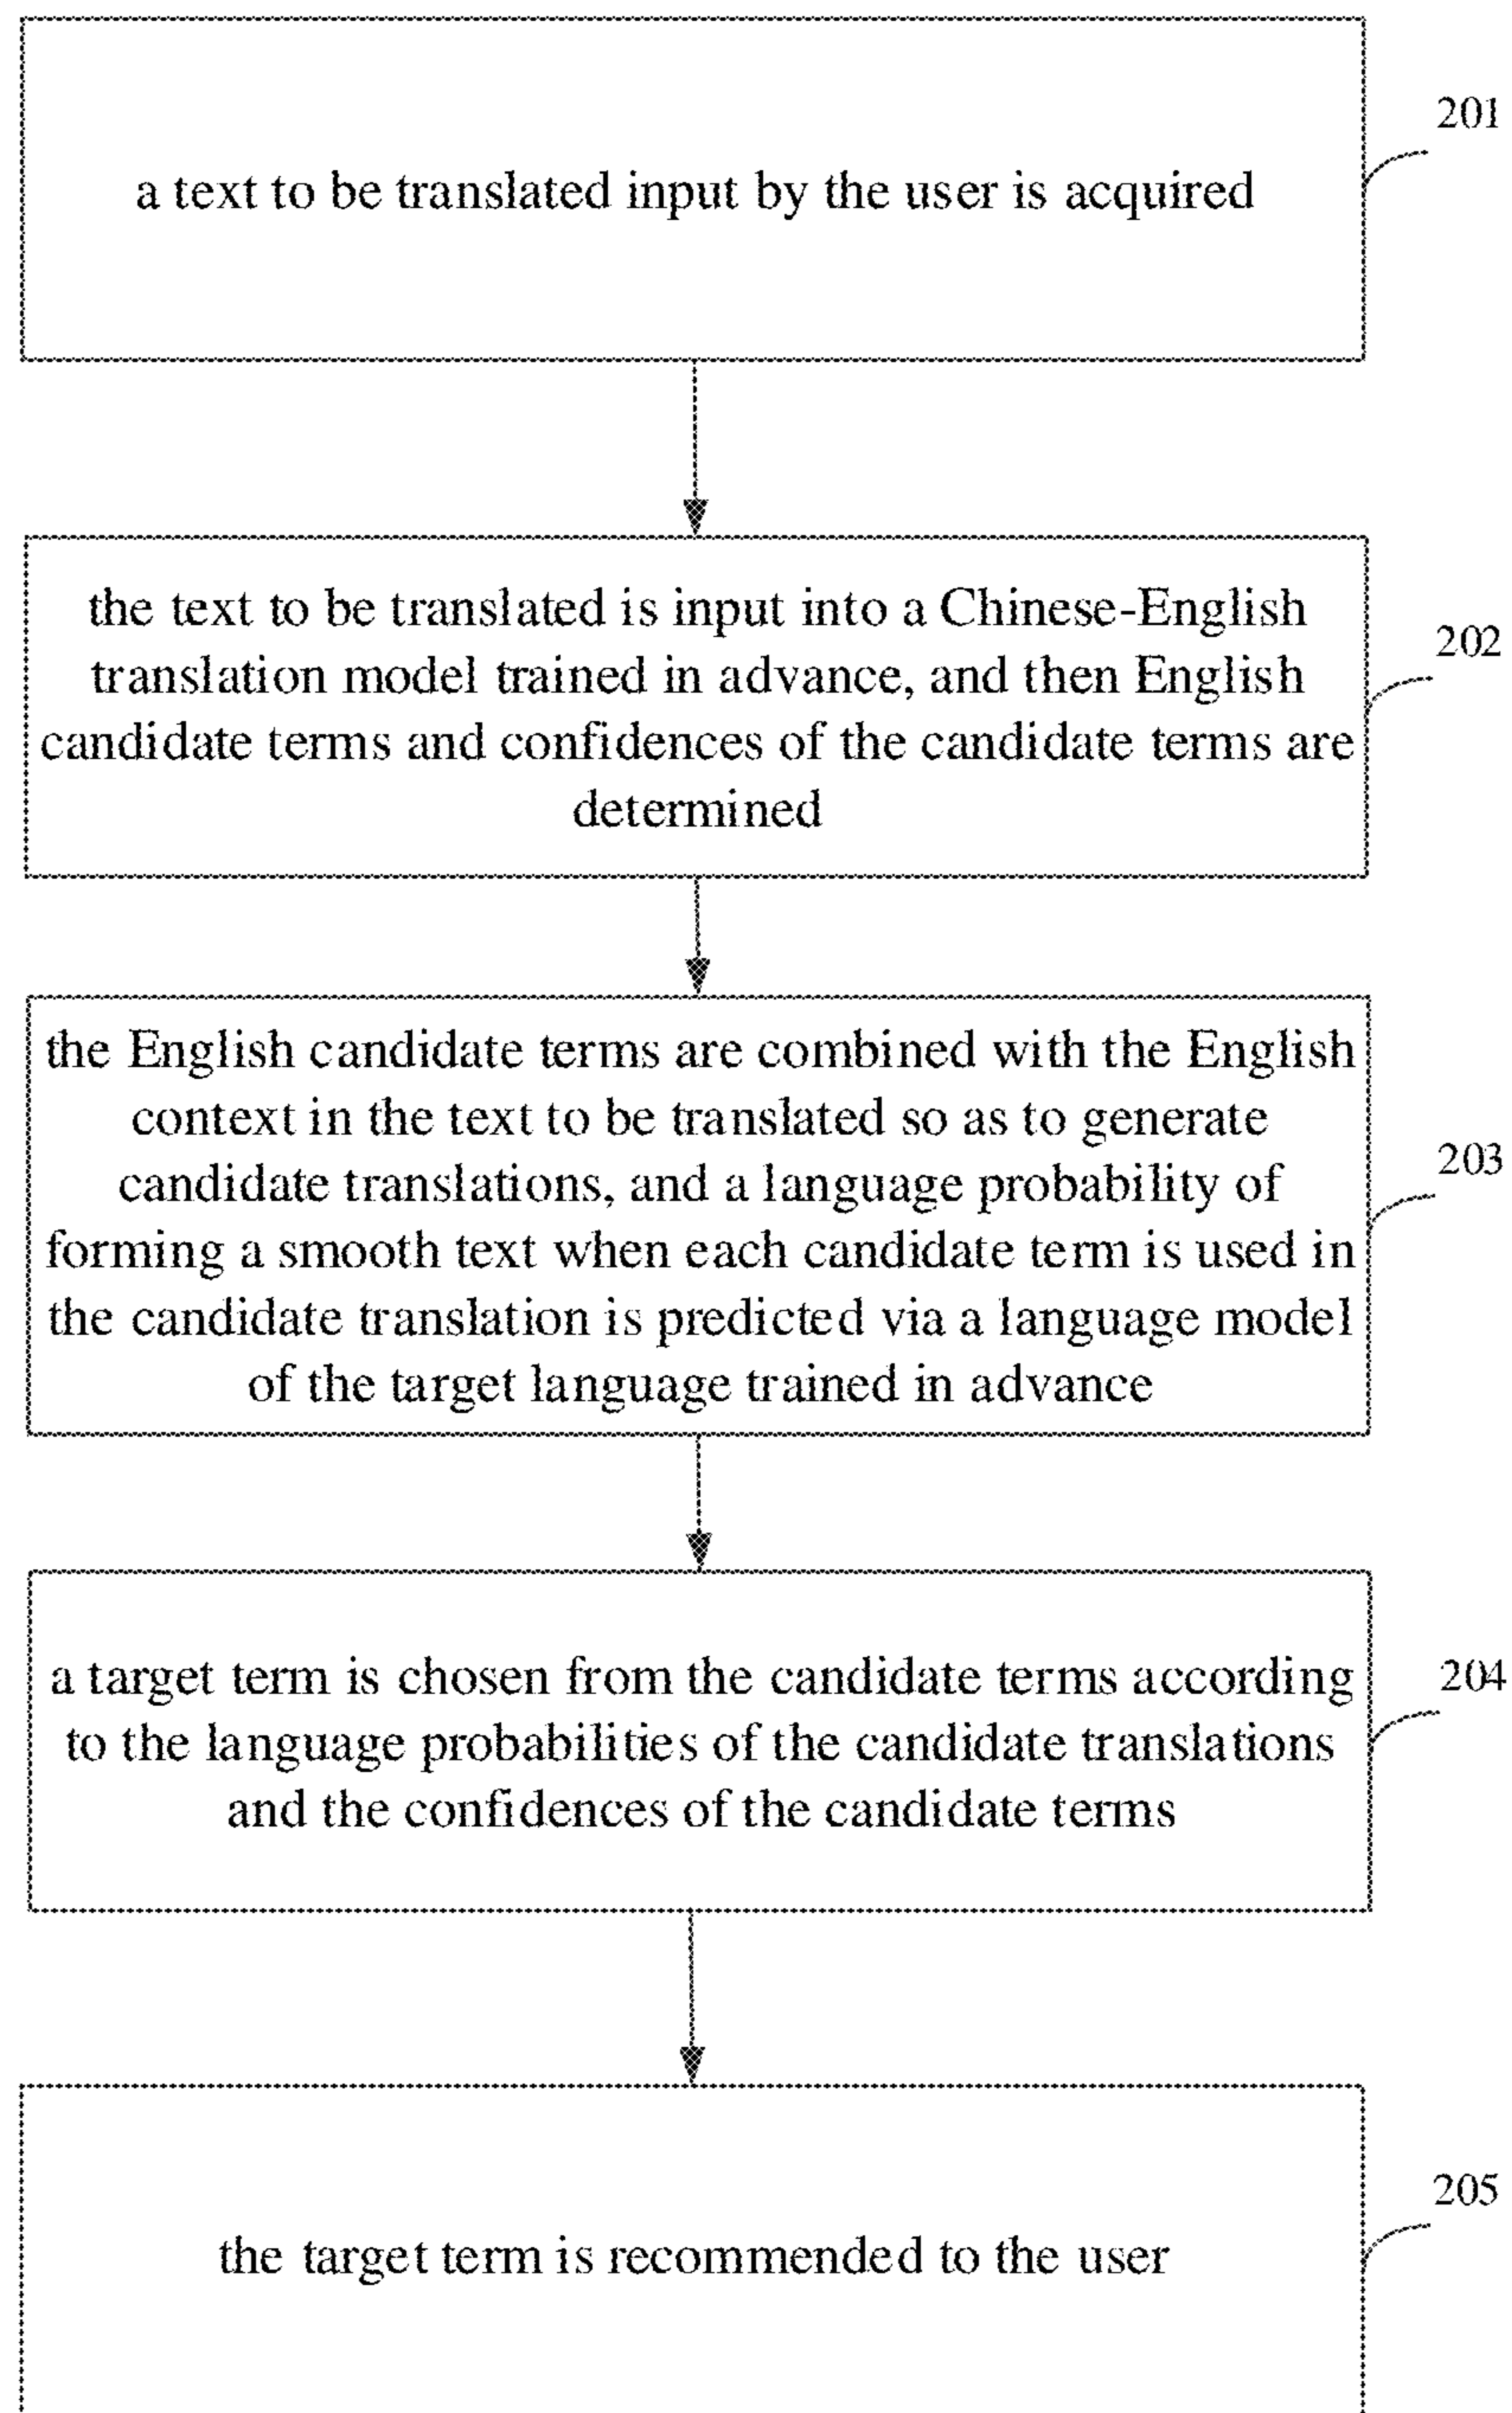 201
a text to be translated input by the user is acquired
the text to be translated is input into a Chinese-English
translation model trained in advance, and then English
candidate terms and confidences of the candidate terms are
determined
202
the English candidate terms are combined with the English
context in the text to be translated so as to generate
candidate translations, and a language probability of
forming a smooth text when each candidate term is used in
the candidate translation is predicted via a language model
of the target language trained in advance
203
a target term is chosen from the candidate terms according
to the language probabilities of the candidate translations
and the confidences of the candidate terms
204
the target term is recommended to the user
205